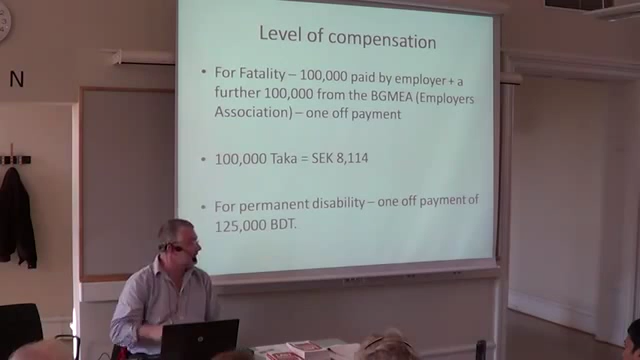 Level of compensation
• For Fatality – 100,000 paid by employer + a
further 100,000 from the BGMEA (Employers
Association) – one off payment
• 100,000 Taka = SEK 8,114
• For permanent disability – one off payment of
125,000 BDT.
N
hp